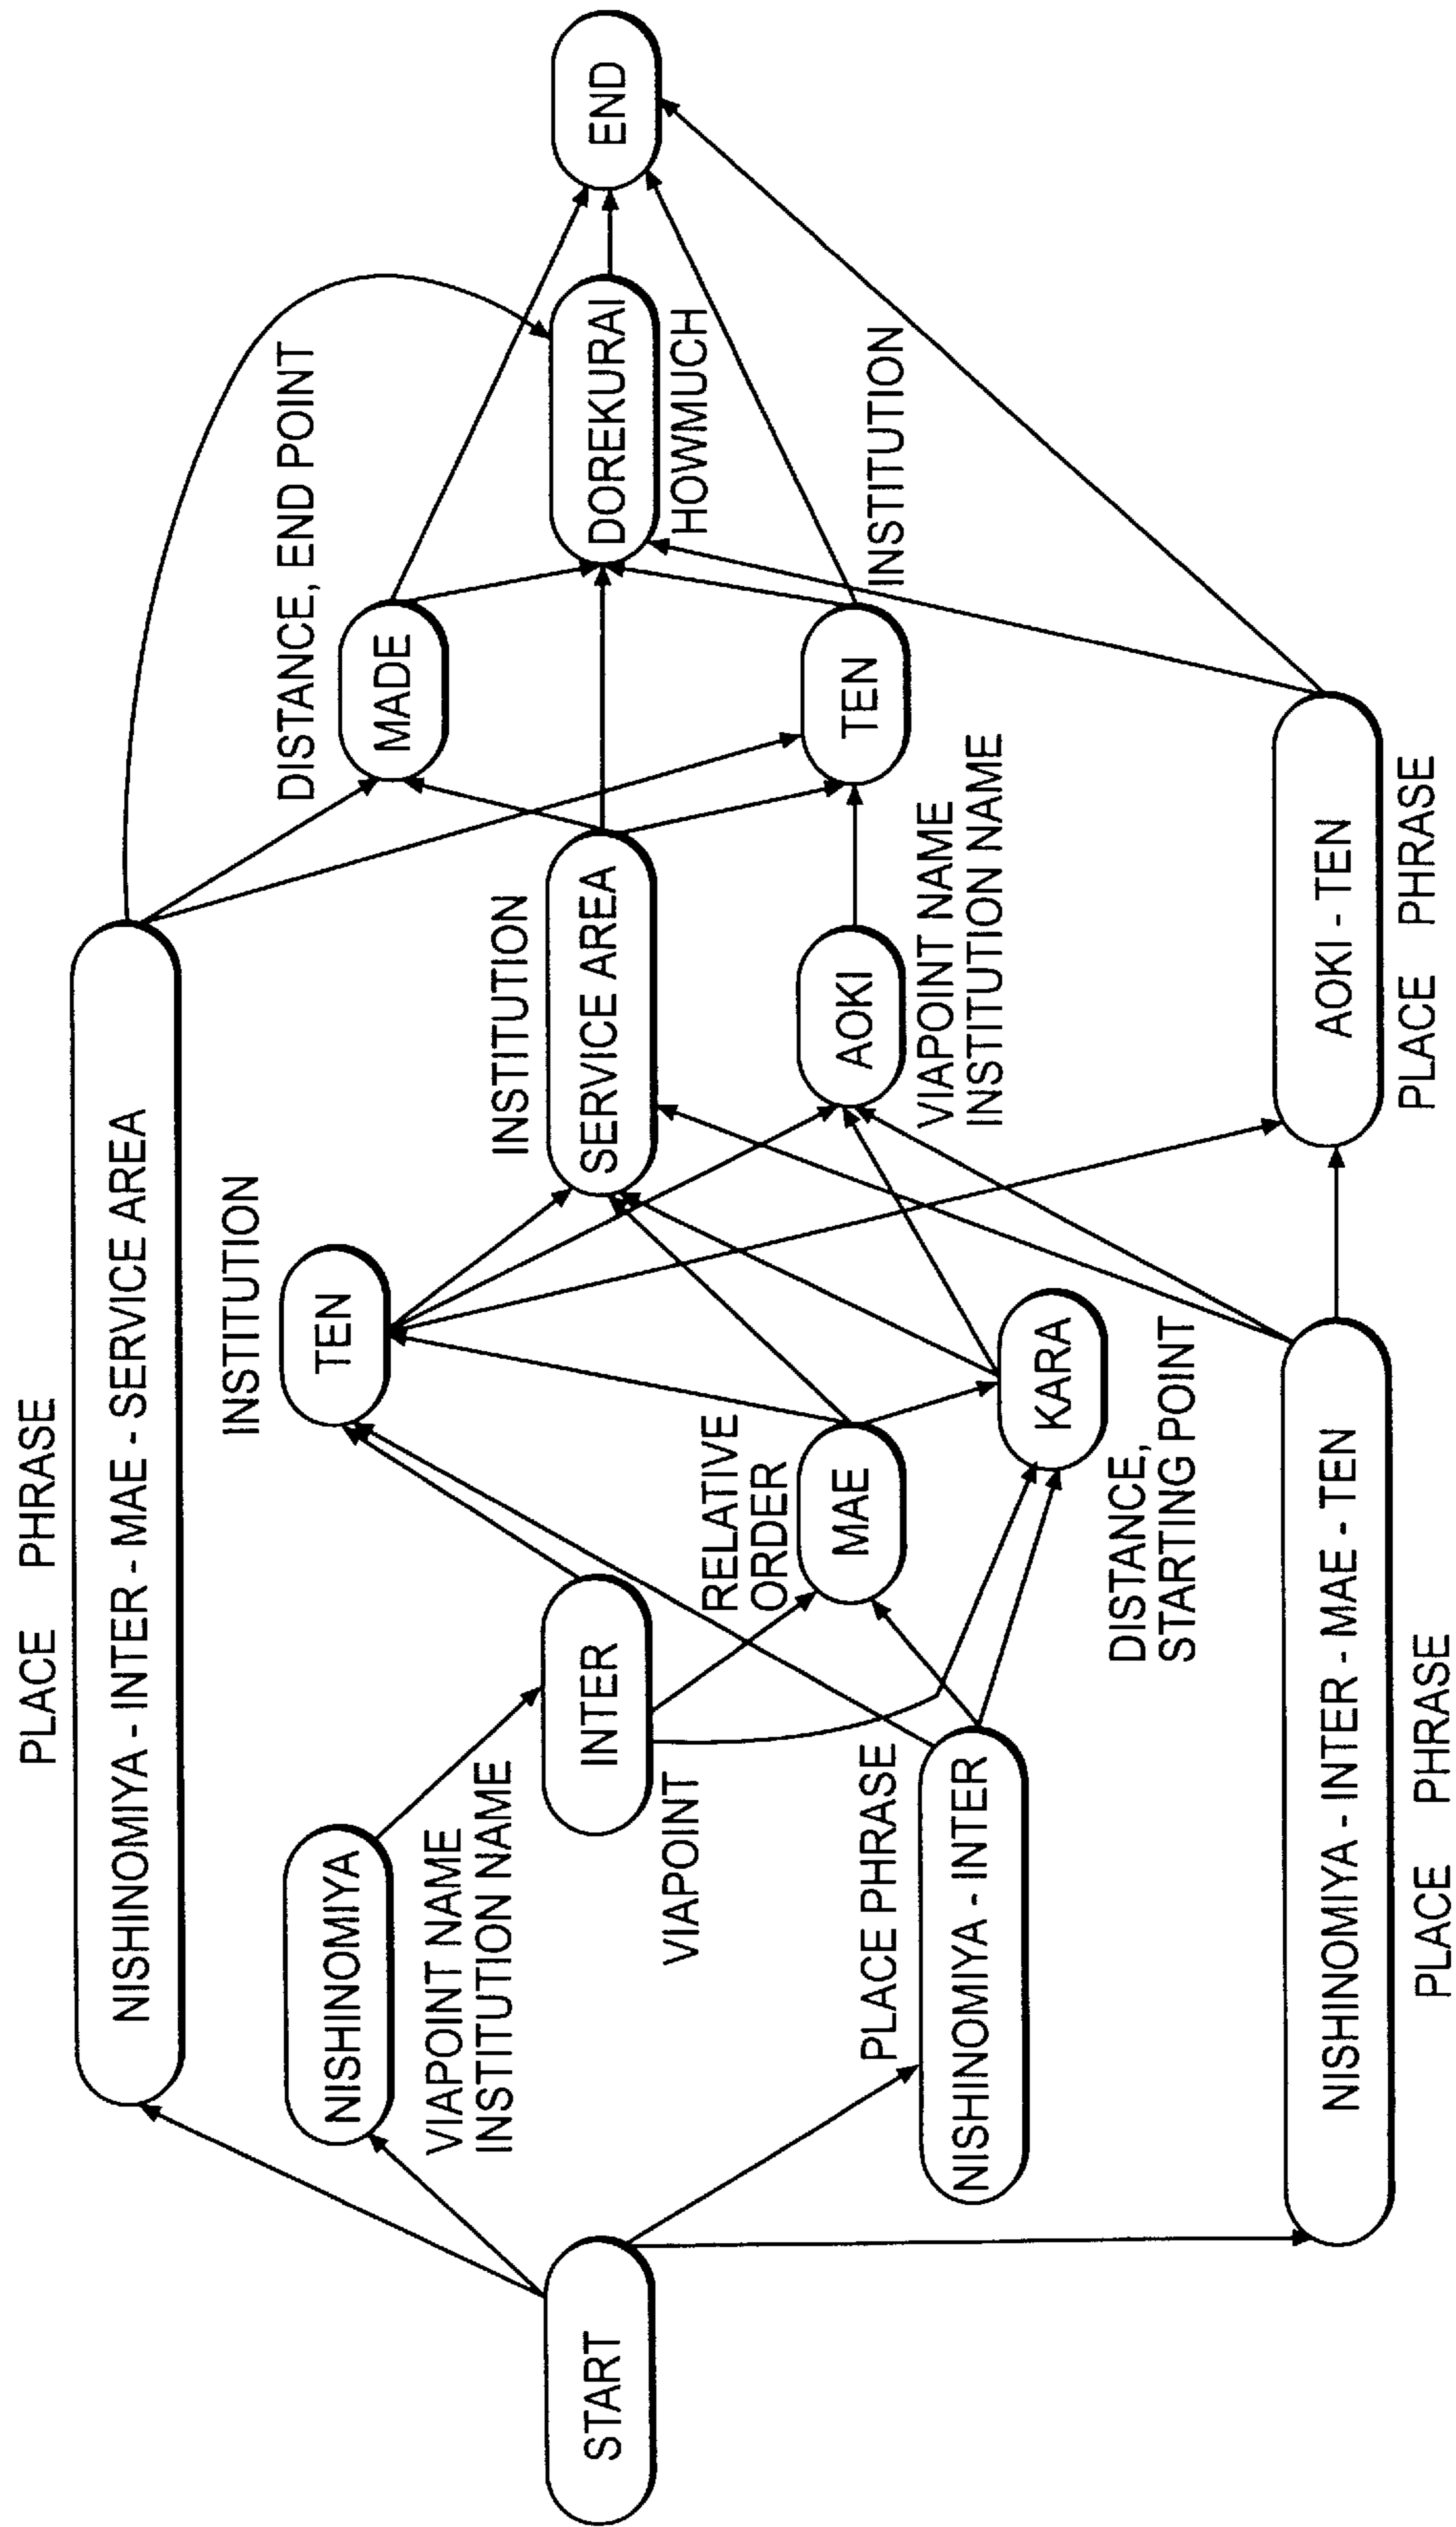 PLACE PHRASE
NISHINOMIYA - INTER - MAE - SERVICE AREA
INSTITUTION
TEN
DISTANCE, END POINT
MADE
NISHINOMIYA
VIAPOINT NAME
INSTITUTION NAME
INSTITUTION
SERVICE AREA
START
INTER
VIAPOINT
DOREKURAI
HOWMUCH
END
RELATIVE
ORDER
MAE
AOKI
VIAPOINT NAME
INSTITUTION NAME
TEN
INSTITUTION
PLACE PHRASE
NISHINOMIYA - INTER
KARA
DISTANCE,
STARTING POINT
NISHINOMIYA - INTER - MAE - TEN
PLACE PHRASE
AOKI - TEN
PLACE PHRASE